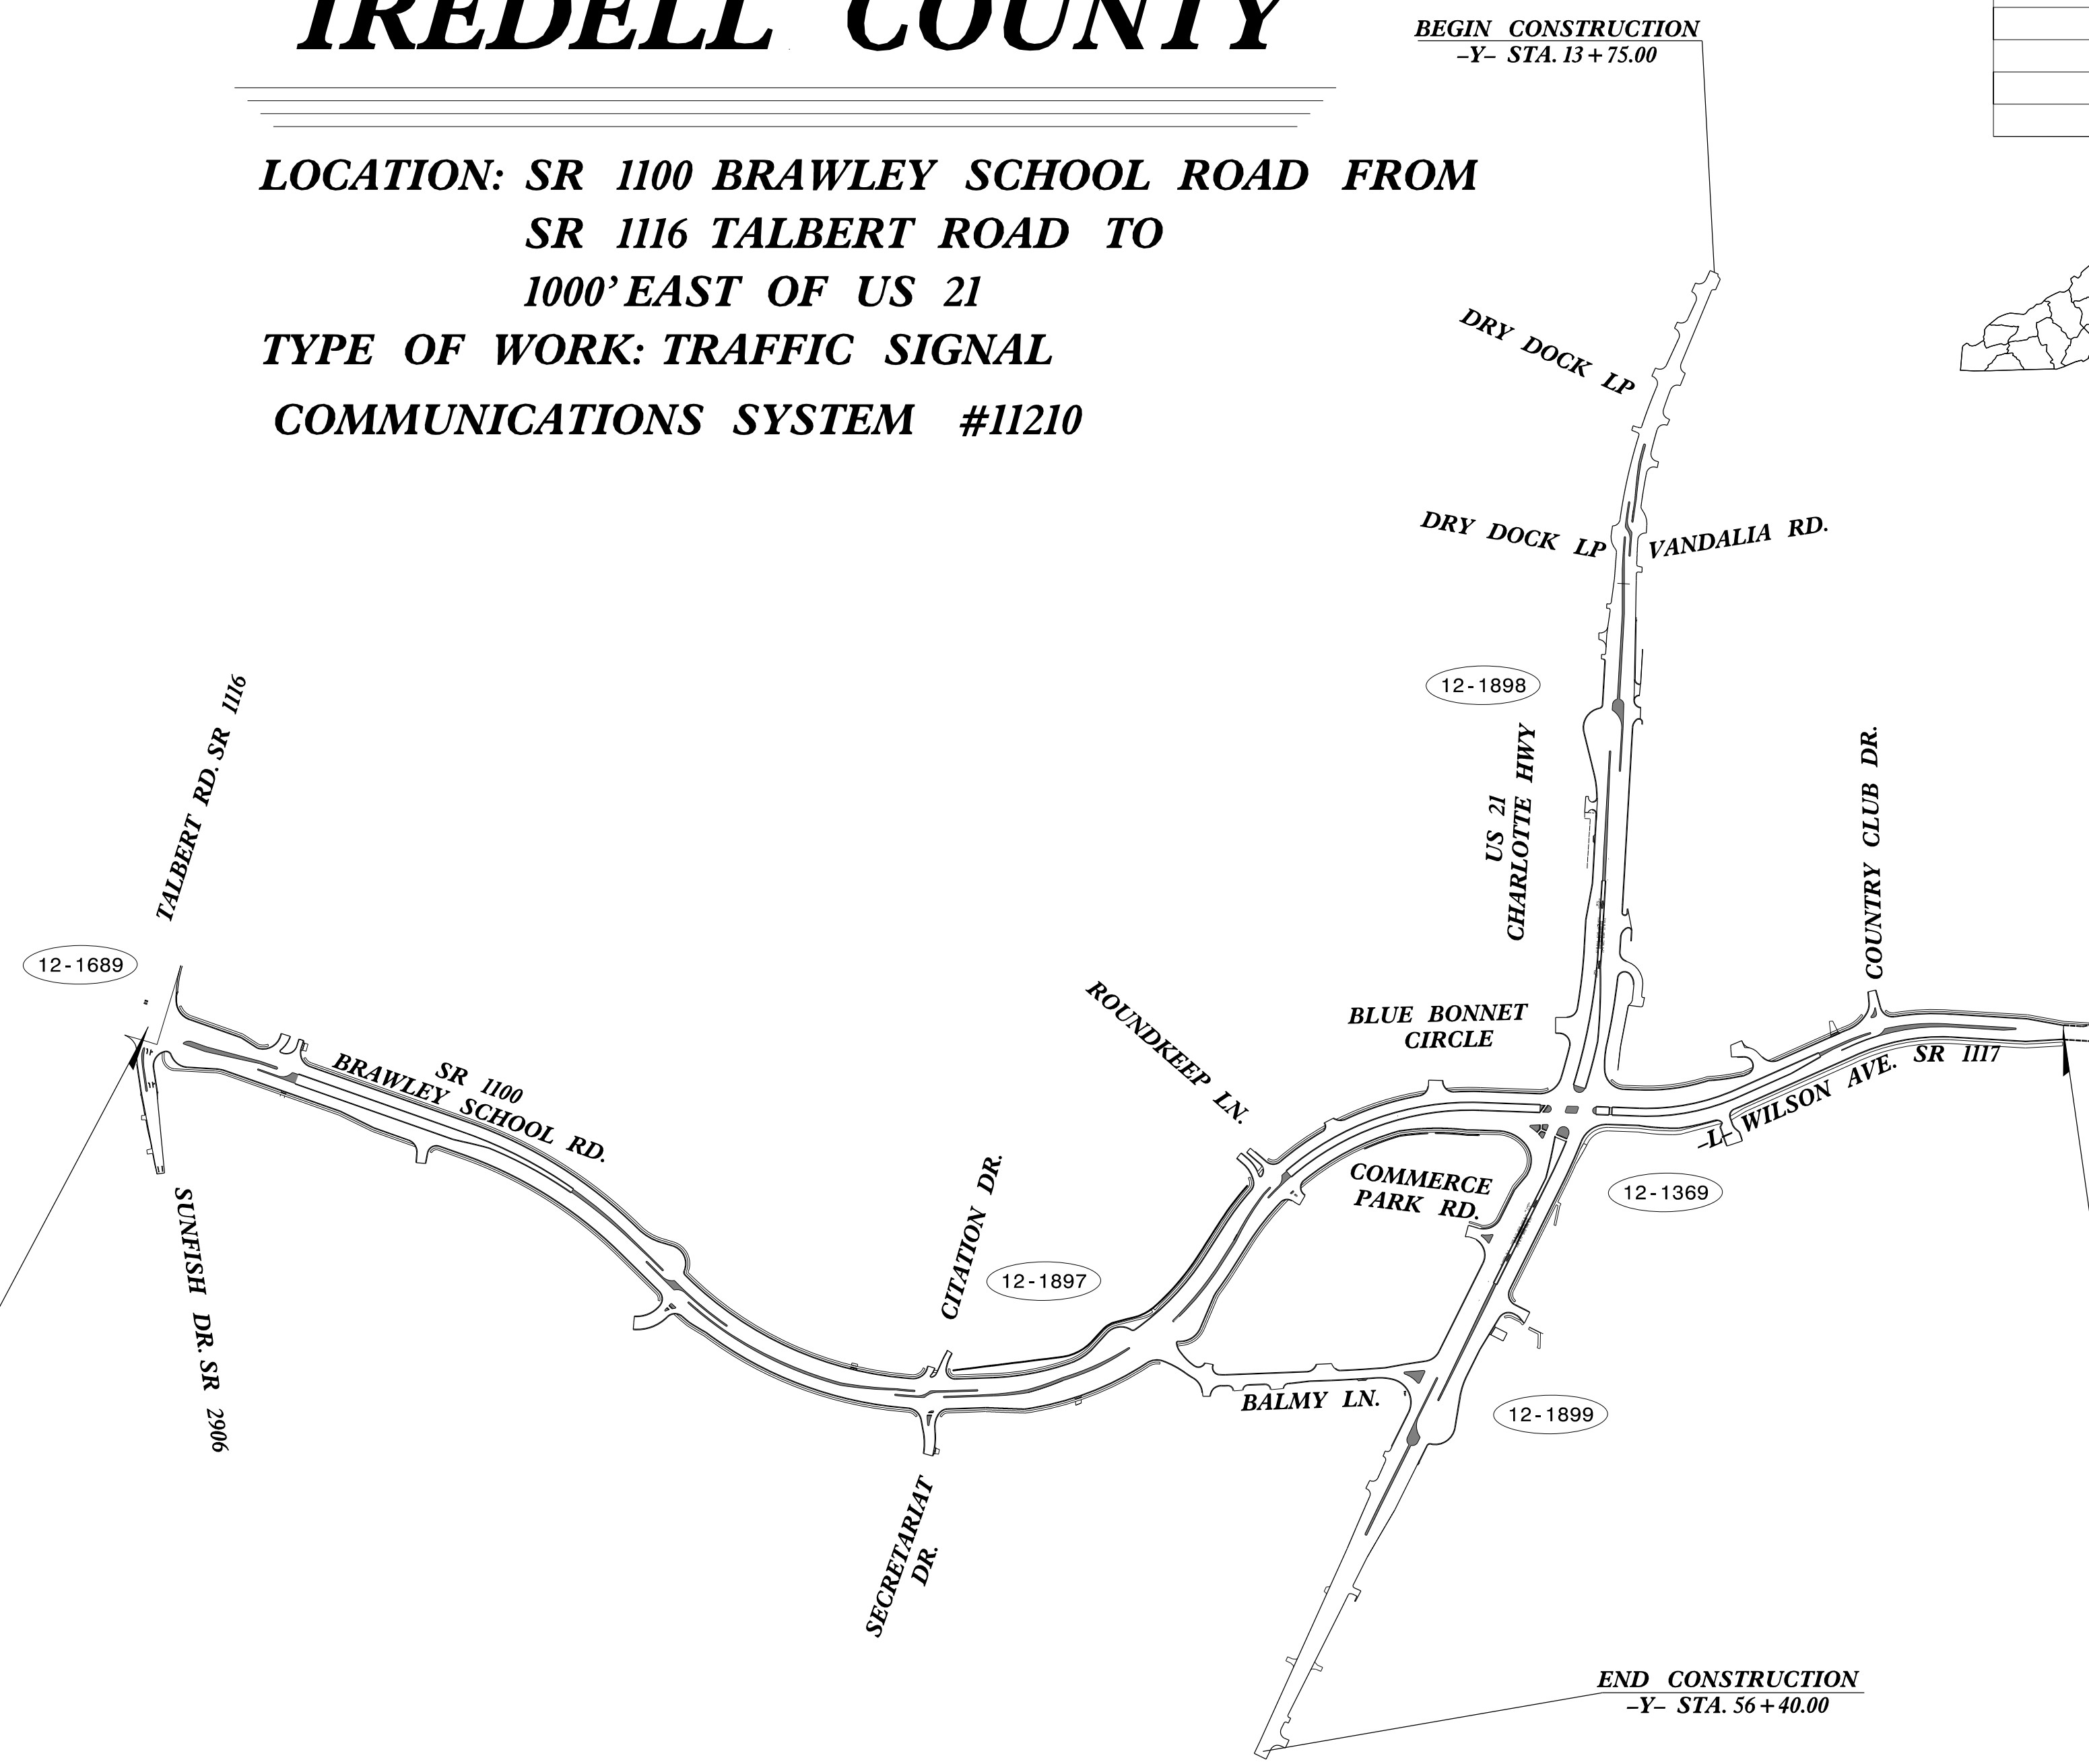 IREDELL COUNTY
BEGIN CONSTRUCTION
–Y– STA. 13+75.00
LOCATION: SR 1100 BRAWLEY SCHOOL ROAD FROM
SR 1116 TALBERT ROAD TO
1000' EAST OF US 21
TYPE OF WORK: TRAFFIC SIGNAL
COMMUNICATIONS SYSTEM #11210
DRY DOCK LP
DRY DOCK LP
VANDALIA RD.
12-1898
TALBERT RD. SR 1116
US 21
CHARLOTTE HWY
COUNTRY CLUB DR.
12-1689
ROUNDKEEP LN.
BLUE BONNET
CIRCLE
SR 1100
BRAWLEY SCHOOL RD.
–L– WILSON AVE. SR 1117
COMMERCE
PARK RD.
12-1369
SUNFISH DR. SR 2906
CITATION DR.
12-1897
BALMY LN.
12-1899
SECRETARIAT
DR.
END CONSTRUCTION
–Y– STA. 56+40.00